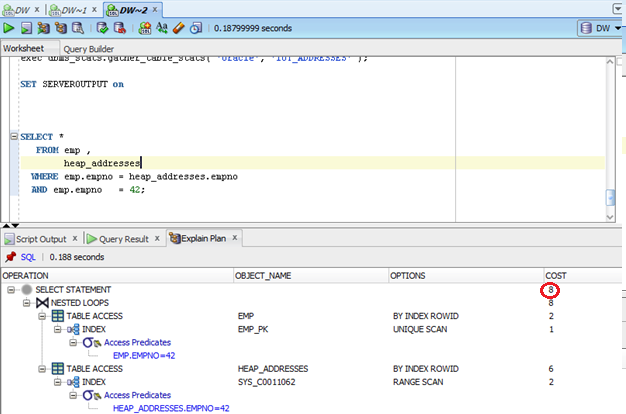 DW x DW~1 x DW~2 x
0.18799999 seconds
DW
Worksheet Query Builder
exec dbms_stats.gather_table_stats( 'oracle', 'IOT_ADDRESSES' );
SET SERVEROUTPUT on
SELECT *
FROM emp ,
heap_addresses
WHERE emp.empno = heap_addresses.empno
AND emp.empno = 42;
Script Output x Query Result x Explain Plan x
SQL | 0.188 seconds
OPERATION OBJECT_NAME OPTIONS COST
SELECT STATEMENT 8
NESTED LOOPS 8
TABLE ACCESS EMP BY INDEX ROWID 2
INDEX EMP_PK UNIQUE SCAN 1
Access Predicates
EMP.EMPNO=42
TABLE ACCESS HEAP_ADDRESSES BY INDEX ROWID 6
INDEX SYS_C0011062 RANGE SCAN 2
Access Predicates
HEAP_ADDRESSES.EMPNO=42